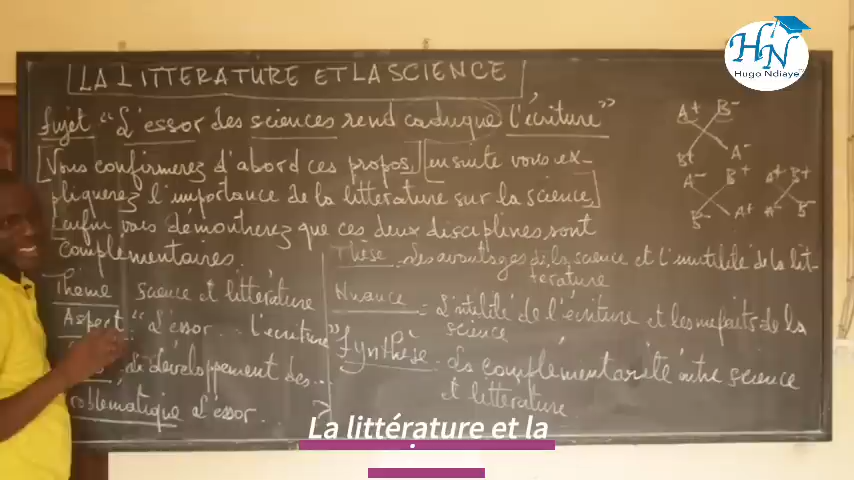 LA LITTERATURE ET LA SCIENCE
Sujet "L'essor des sciences rend caduque l'écriture"
[Vous confirmerez d'abord ces propos] [ensuite vous ex-
pliquerez l'importance de la littérature sur la science]
[enfin vous démontrerez que ces deux disciplines sont
complémentaires.
Thème science et littérature
Aspect : "L'essor... l'écriture"
développement des...
roblématique L'essor.
Thèse - Les avantages de la science et l'inutilité de la lit-
térature
Nuance - L'utilité de l'écriture et les mefaits de la
science
Synthèse - La complémentarité entre science
et littérature
A+ B-
B+ A-
A- B+
B- A+
A+ B+
A- B-
HN
Hugo Ndiaye
La littérature et la